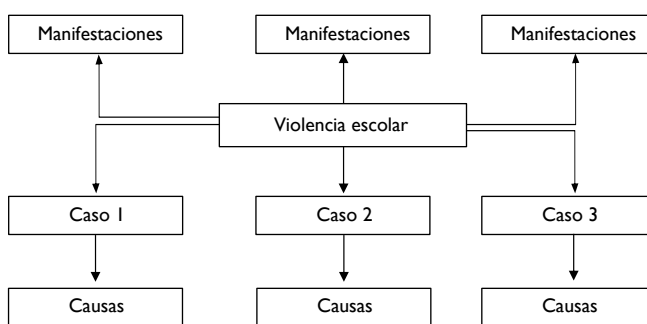 Manifestaciones
Manifestaciones
Manifestaciones
Violencia escolar
Caso 1
Caso 2
Caso 3
Causas
Causas
Causas